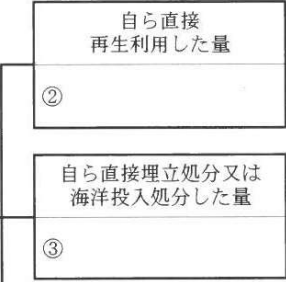 自ら直接
再生利用した量
②
自ら直接埋立処分又は
海洋投入処分した量
③